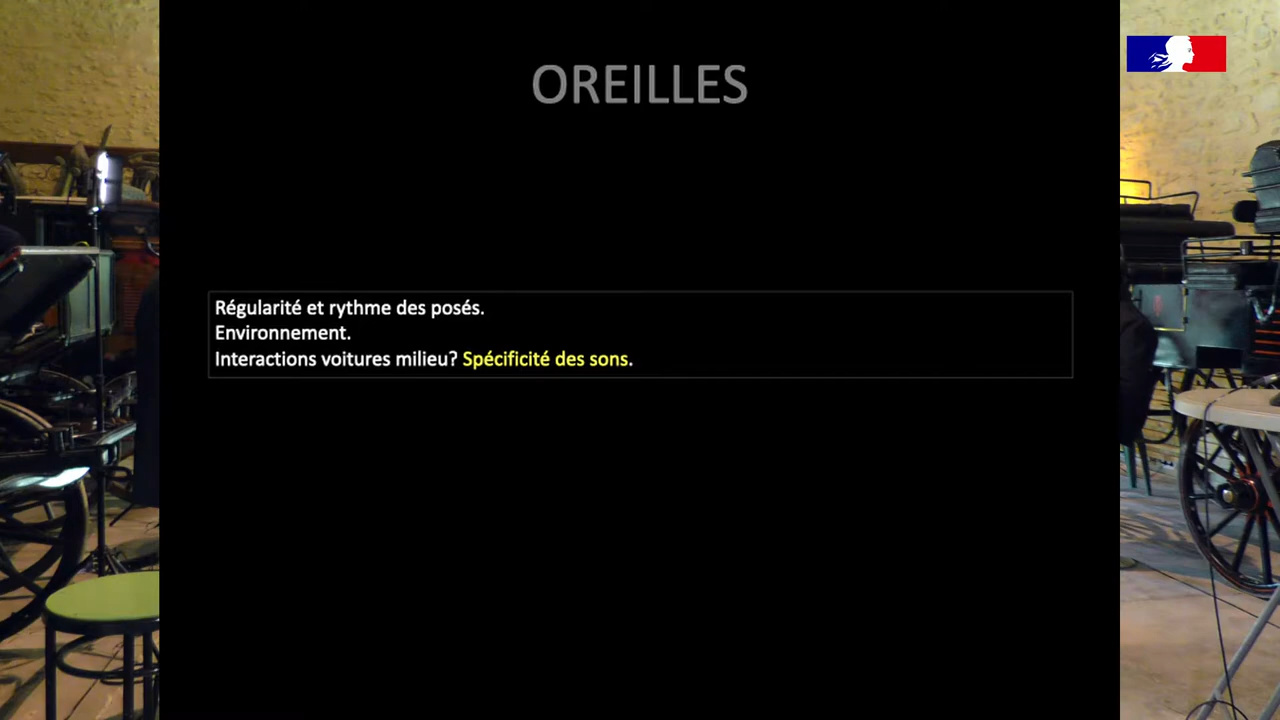 OREILLES
Régularité et rythme des posés.
Environnement.
Interactions voitures milieu? Spécificité des sons.